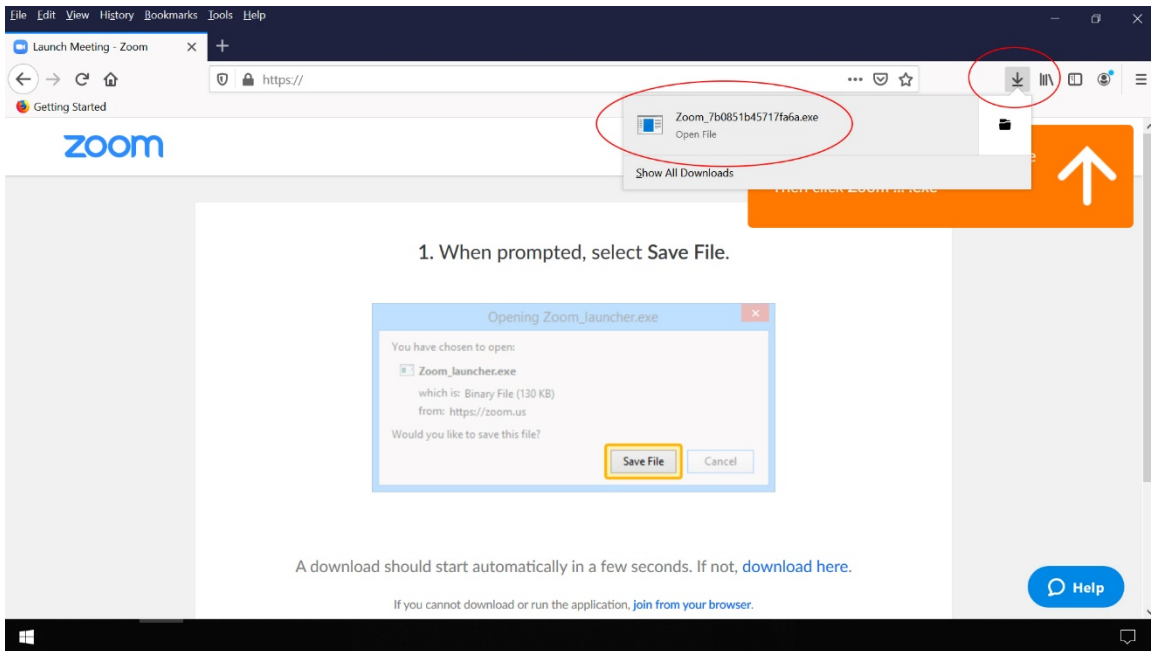 File Edit View History Bookmarks Tools Help
Launch Meeting - Zoom
https://
Getting Started
Zoom_7b0851b45717fa6a.exe
Open File
Show All Downloads
zoom
Then click Zoom ... .exe
1. When prompted, select Save File.
Opening Zoom_launcher.exe
You have chosen to open:
Zoom_launcher.exe
which is: Binary File (130 KB)
from: https://zoom.us
Would you like to save this file?
Save File Cancel
A download should start automatically in a few seconds. If not, download here.
If you cannot download or run the application, join from your browser.
Help